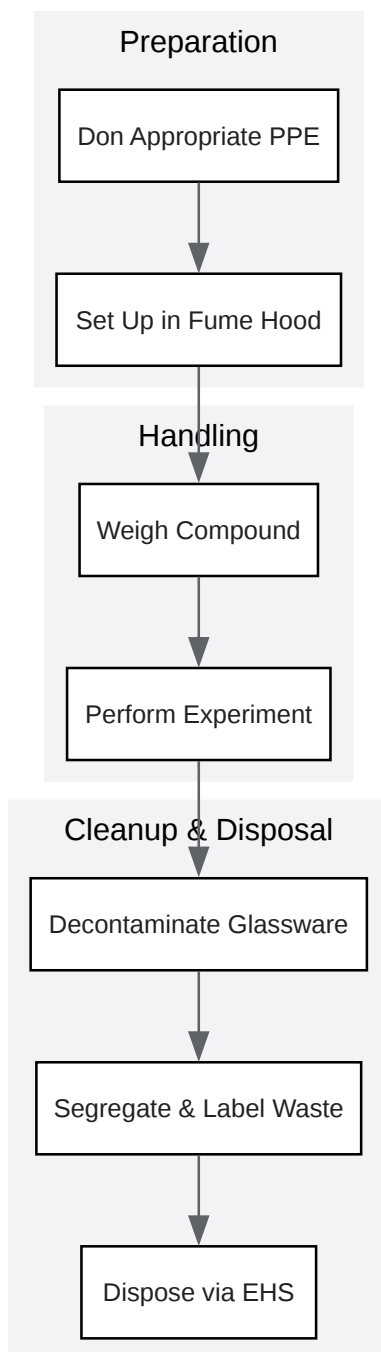 Preparation
Don Appropriate PPE
Set Up in Fume Hood
Handling
Weigh Compound
Perform Experiment
Cleanup & Disposal
Decontaminate Glassware
Segregate & Label Waste
Dispose via EHS